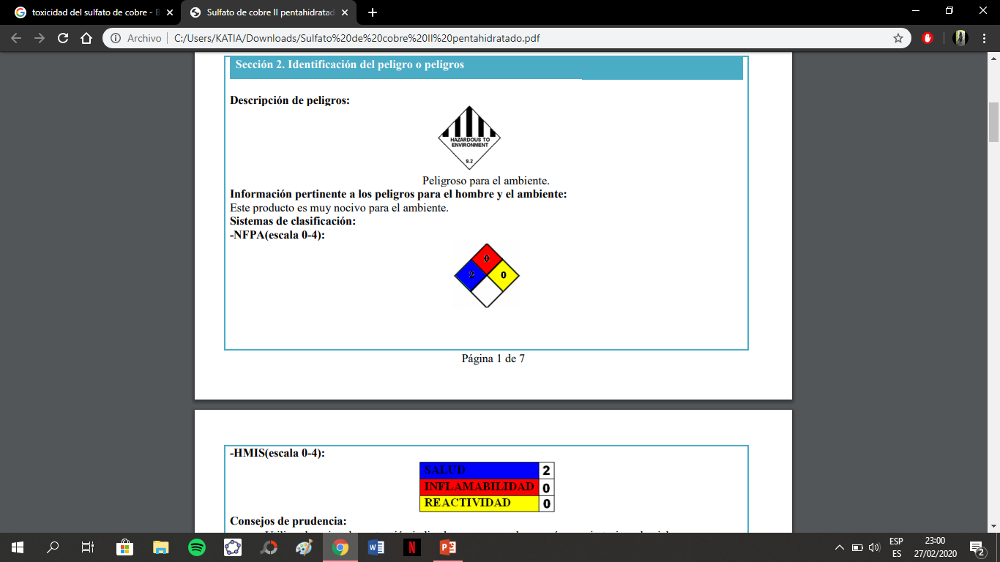 toxicidad del sulfato de cobre - B
Sulfato de cobre II pentahidratad
Archivo
C:/Users/KATIA/Downloads/Sulfato%20de%20cobre%20II%20pentahidratado.pdf
Sección 2. Identificación del peligro o peligros
Descripción de peligros:
HAZARDOUS TO
ENVIRONMENT
9.2
Peligroso para el ambiente.
Información pertinente a los peligros para el hombre y el ambiente:
Este producto es muy nocivo para el ambiente.
Sistemas de clasificación:
-NFPA(escala 0-4):
0
2 0
Página 1 de 7
-HMIS(escala 0-4):
SALUD 2
INFLAMABILIDAD 0
REACTIVIDAD 0
Consejos de prudencia:
ESP 23:00
ES 27/02/2020
2